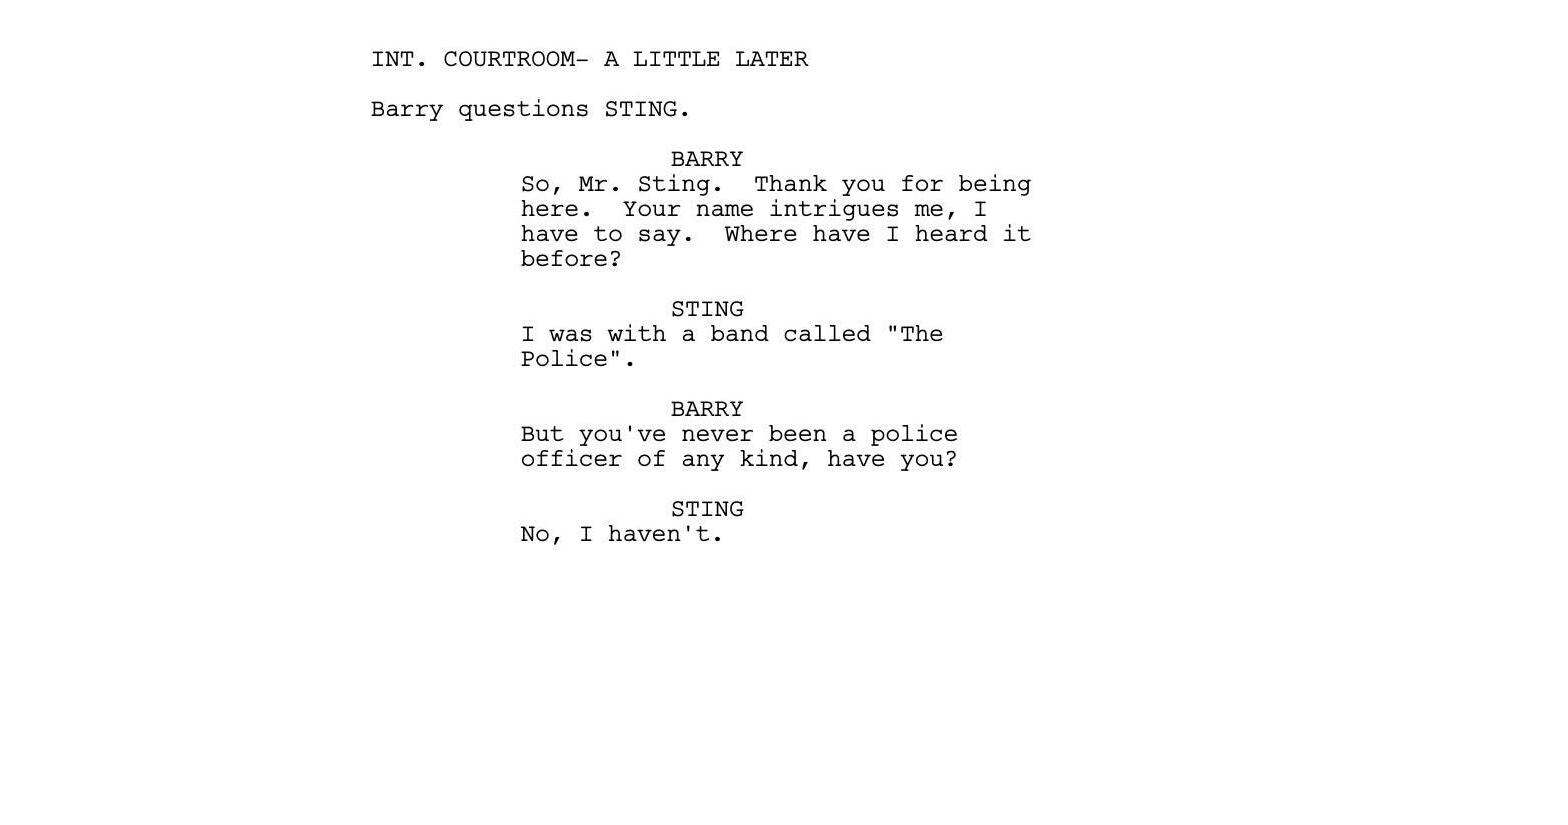 INT. COURTROOM- A LITTLE LATER
Barry questions STING.
BARRY
So, Mr. Sting.  Thank you for being
here.  Your name intrigues me, I
have to say.  Where have I heard it
before?
STING
I was with a band called "The
Police".
BARRY
But you've never been a police
officer of any kind, have you?
STING
No, I haven't.